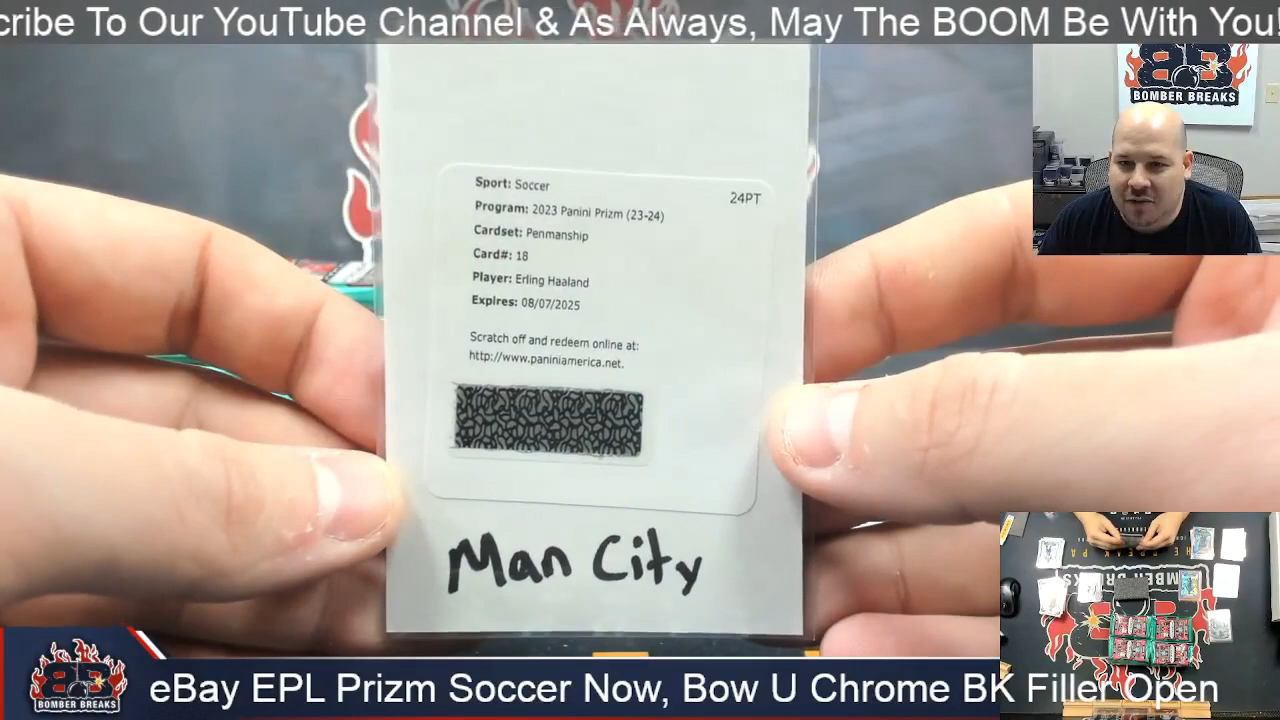 cribe To Our YouTube Channel & As Always, May The BOOM Be With You!
BOMBER BREAKS
Sport: Soccer
24PT
Program: 2023 Panini Prizm (23-24)
Cardset: Penmanship
Card#: 18
Player: Erling Haaland
Expires: 08/07/2025
Scratch off and redeem online at:
http://www.paniniamerica.net.
Man City
BOMBER BREAKS
eBay EPL Prizm Soccer Now, Bow U Chrome BK Filler Open